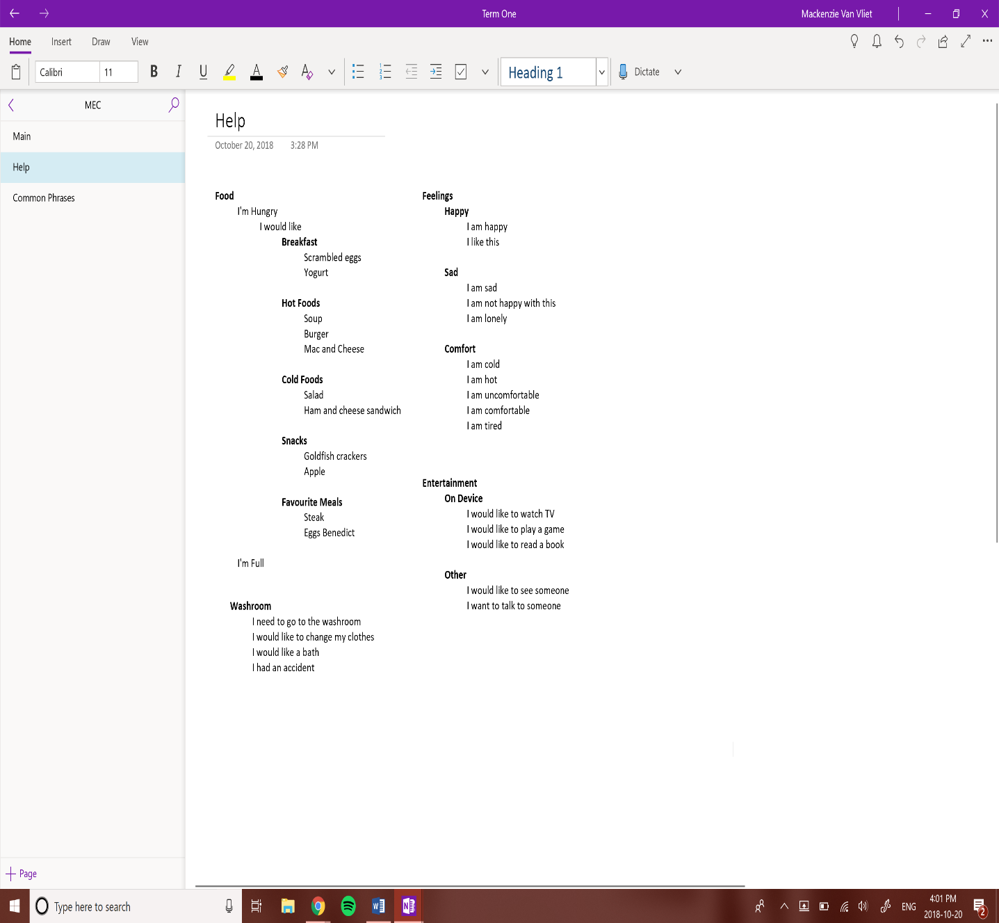 Term One
Mackenzie Van Vliet
Home Insert Draw View
Calibri 11 B I U A A Heading 1 Dictate
MEC
Main
Help
Common Phrases
Page
Help
October 20, 2018 3:28 PM
Food
I'm Hungry
I would like
Breakfast
Scrambled eggs
Yogurt
Hot Foods
Soup
Burger
Mac and Cheese
Cold Foods
Salad
Ham and cheese sandwich
Snacks
Goldfish crackers
Apple
Favourite Meals
Steak
Eggs Benedict
I'm Full
Washroom
I need to go to the washroom
I would like to change my clothes
I would like a bath
I had an accident
Feelings
Happy
I am happy
I like this
Sad
I am sad
I am not happy with this
I am lonely
Comfort
I am cold
I am hot
I am uncomfortable
I am comfortable
I am tired
Entertainment
On Device
I would like to watch TV
I would like to play a game
I would like to read a book
Other
I would like to see someone
I want to talk to someone
Type here to search
ENG
4:01 PM
2018-10-20
2